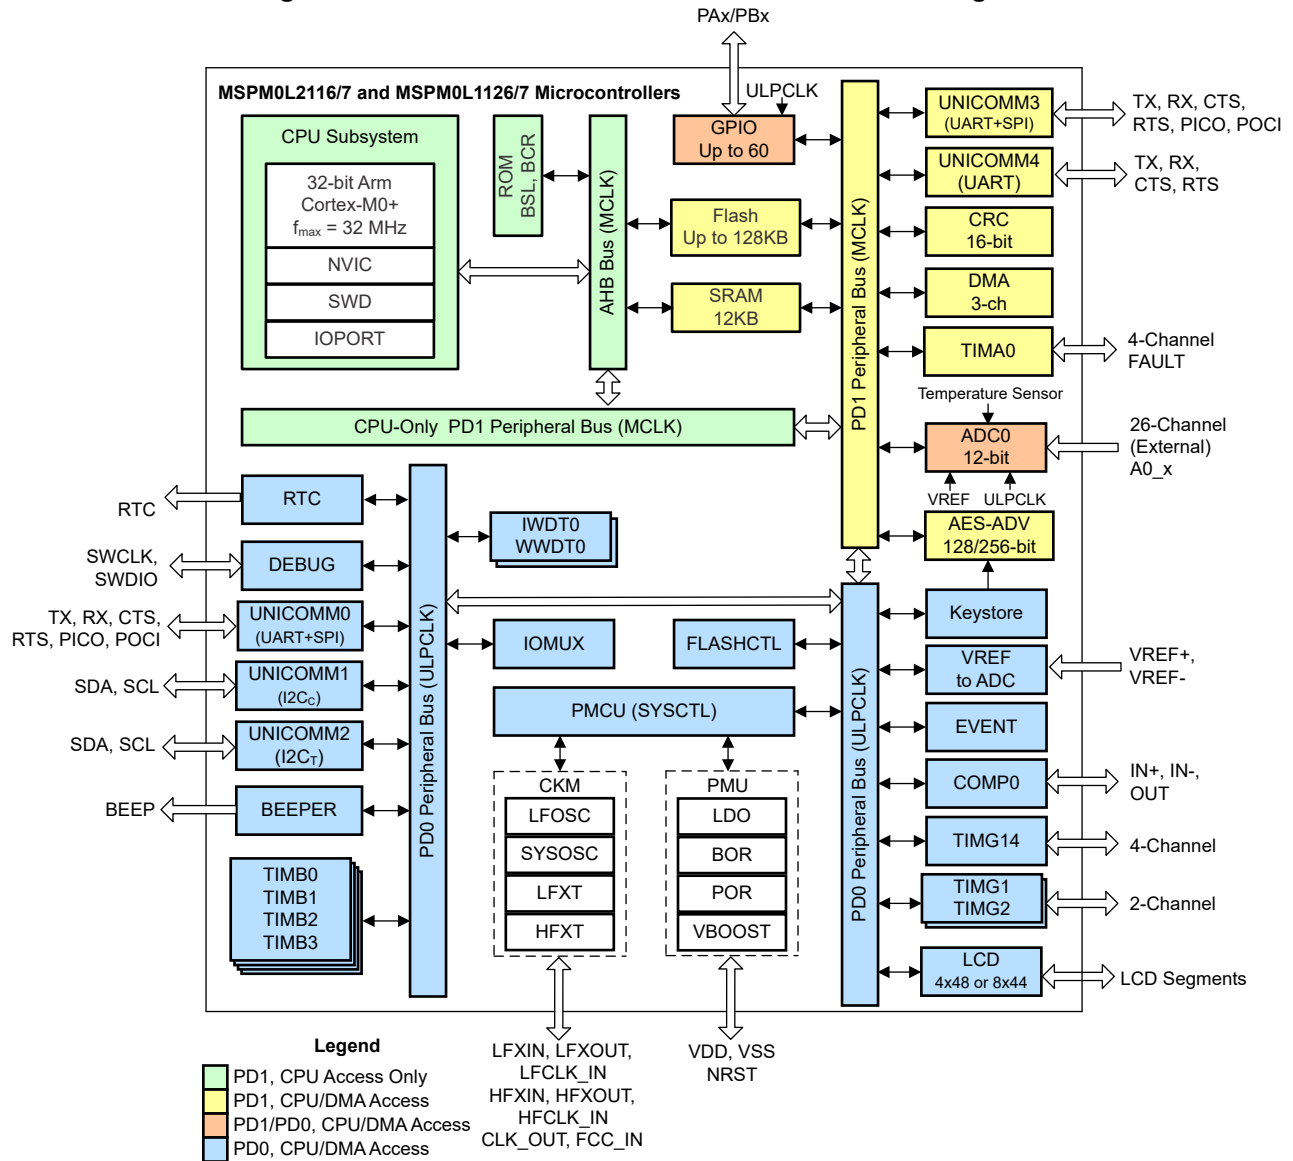 PAx/PBx
MSPM0L2116/7 and MSPM0L1126/7 Microcontrollers
ULPCLK
CPU Subsystem
32-bit Arm
Cortex-M0+
fmax = 32 MHz
NVIC
SWD
IOPORT
ROM
BSL, BCR
AHB Bus (MCLK)
GPIO
Up to 60
Flash
Up to 128KB
SRAM
12KB
CPU-Only PD1 Peripheral Bus (MCLK)
PD1 Peripheral Bus (MCLK)
UNICOMM3
(UART+SPI)
TX, RX, CTS,
RTS, PICO, POCI
UNICOMM4
(UART)
TX, RX,
CTS, RTS
CRC
16-bit
DMA
3-ch
TIMA0
4-Channel
FAULT
Temperature Sensor
ADC0
12-bit
26-Channel
(External)
A0_x
VREF
ULPCLK
AES-ADV
128/256-bit
RTC
RTC
SWCLK,
SWDIO
DEBUG
TX, RX, CTS,
RTS, PICO, POCI
UNICOMM0
(UART+SPI)
SDA, SCL
UNICOMM1
(I2CC)
SDA, SCL
UNICOMM2
(I2CT)
BEEP
BEEPER
TIMB0
TIMB1
TIMB2
TIMB3
PD0 Peripheral Bus (ULPCLK)
IWDT0
WWDT0
IOMUX
FLASHCTL
PMCU (SYSCTL)
CKM
LFOSC
SYSOSC
LFXT
HFXT
PMU
LDO
BOR
POR
VBOOST
PD0 Peripheral Bus (ULPCLK)
Keystore
VREF
to ADC
VREF+,
VREF-
EVENT
COMP0
IN+, IN-,
OUT
TIMG14
4-Channel
TIMG1
TIMG2
2-Channel
LCD
4x48 or 8x44
LCD Segments
LFXIN, LFXOUT,
LFCLK_IN
HFXIN, HFXOUT,
HFCLK_IN
CLK_OUT, FCC_IN
VDD, VSS
NRST
Legend
PD1, CPU Access Only
PD1, CPU/DMA Access
PD1/PD0, CPU/DMA Access
PD0, CPU/DMA Access